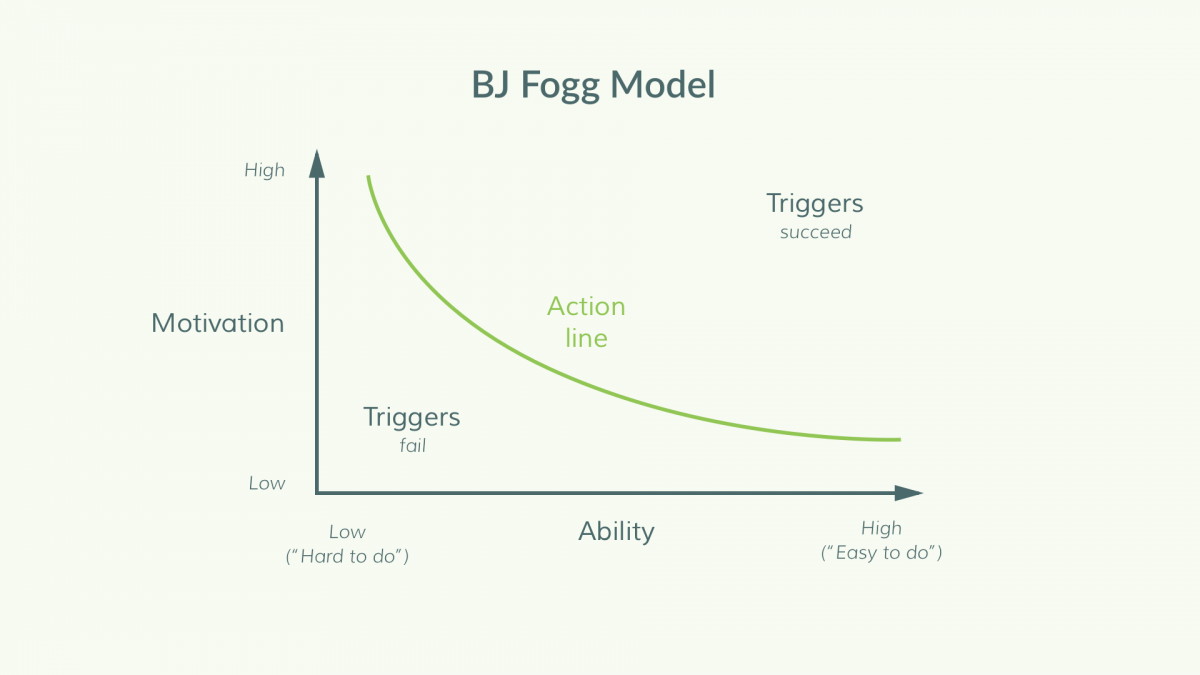 BJ Fogg Model
High
Triggers
succeed
Action
line
Motivation
Triggers
fail
Low
Low
(“Hard to do”)
Ability
High
(“Easy to do”)